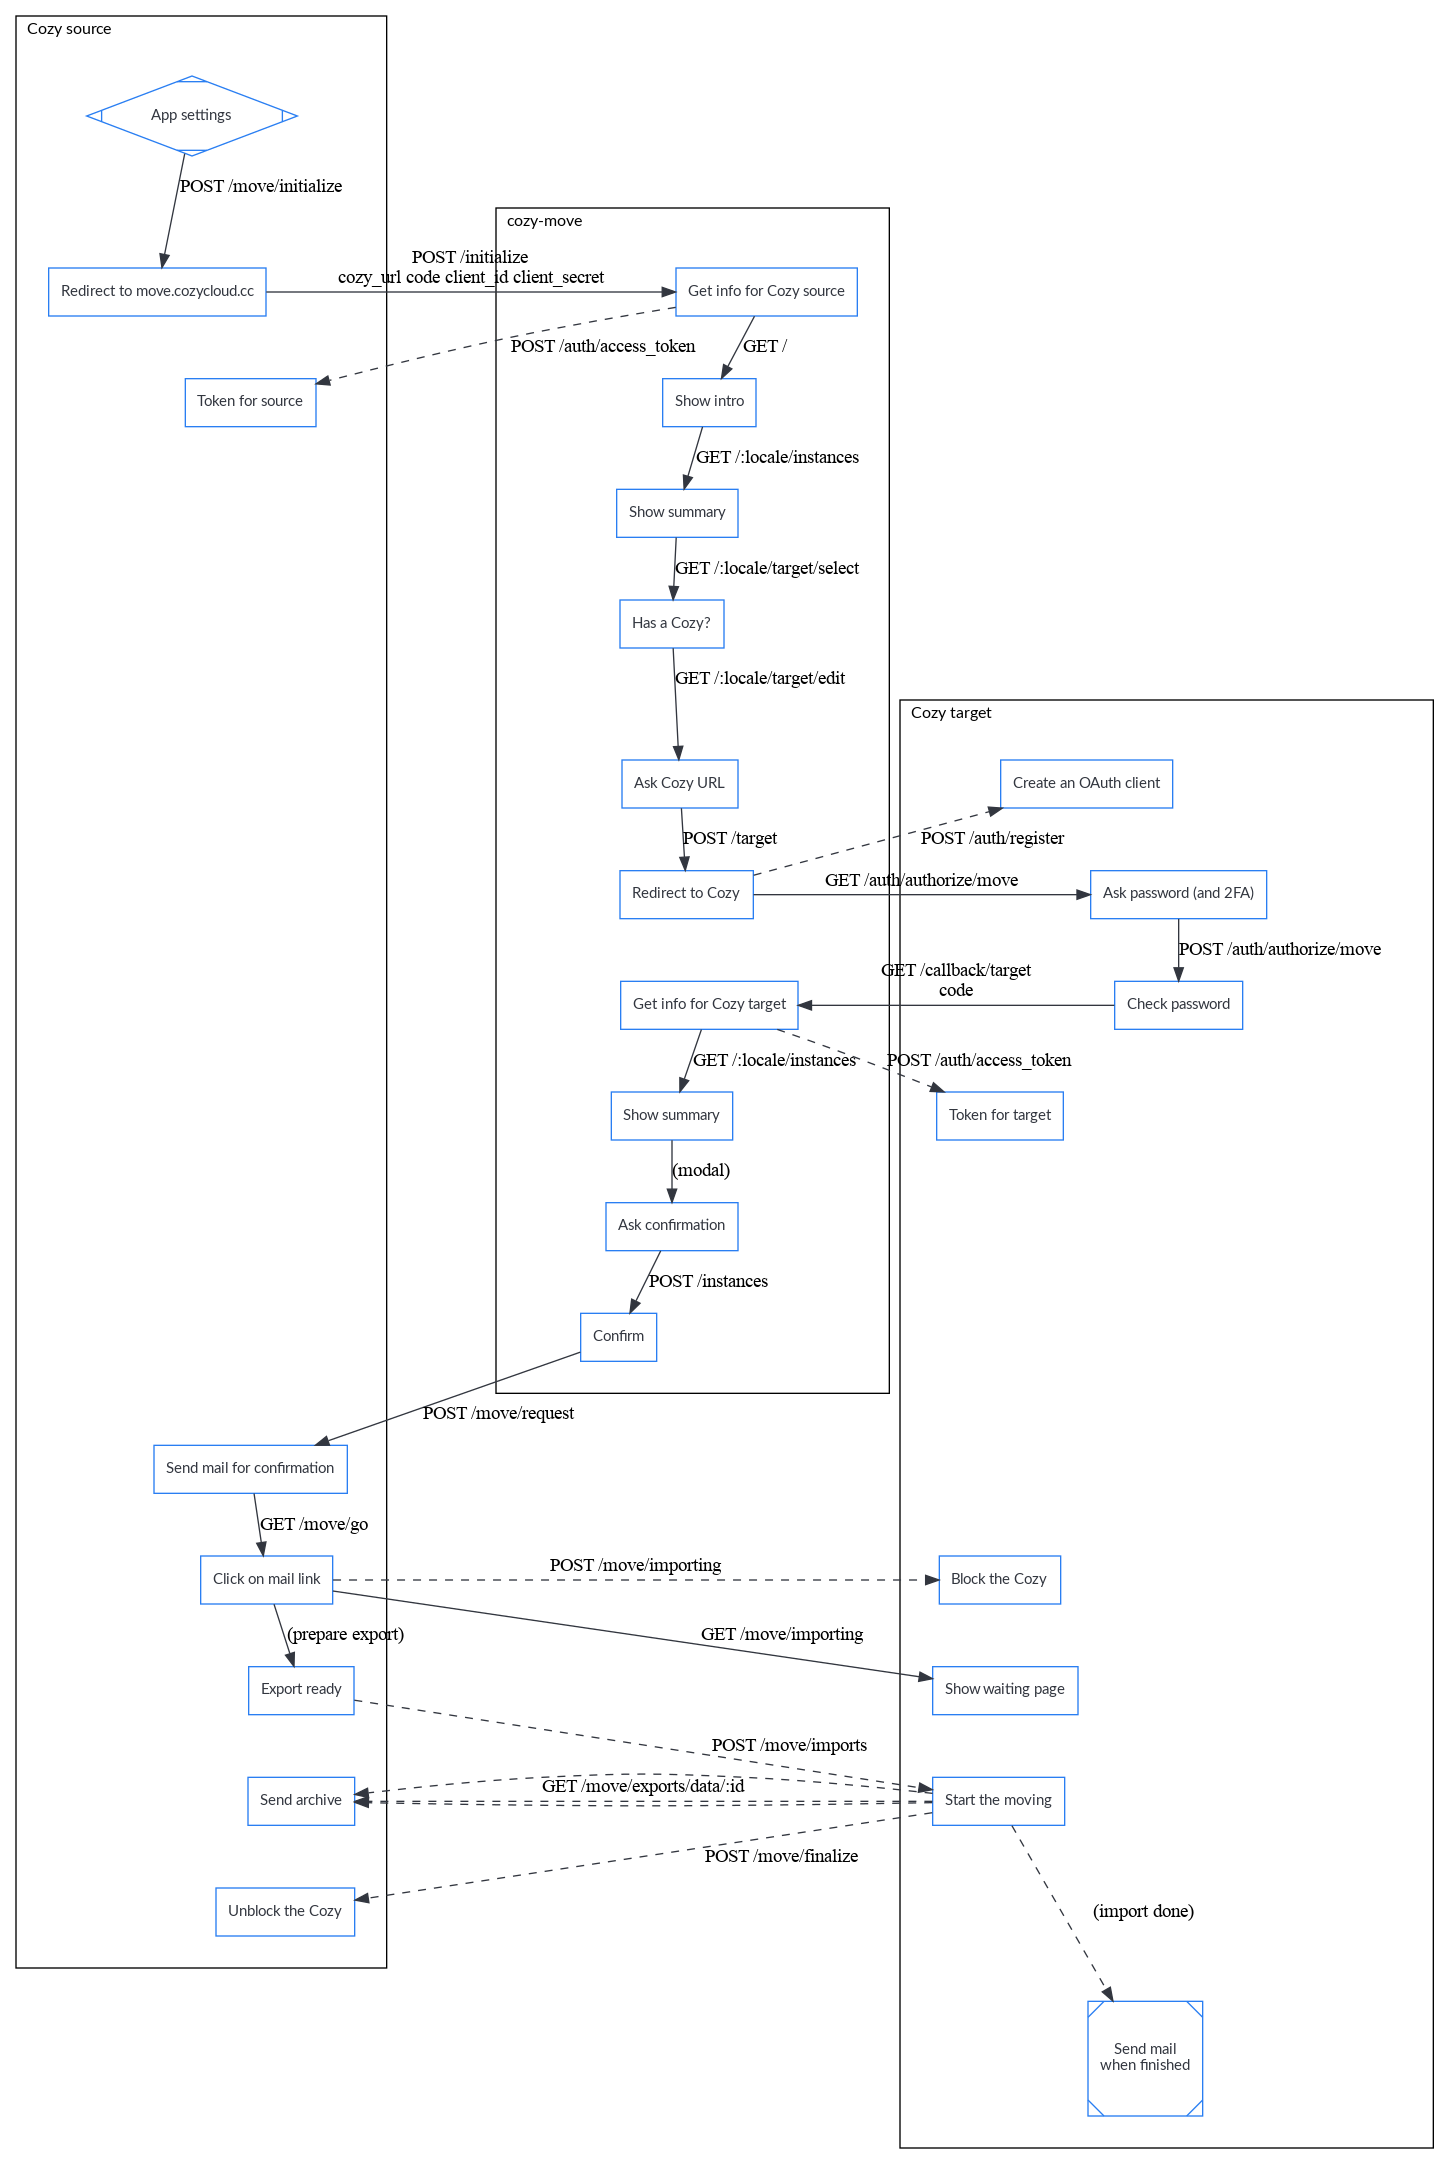 Cozy source
App settings
POST /move/initialize
cozy-move
POST /initialize
cozy_url code client_id client_secret
Redirect to move.cozycloud.cc
Get info for Cozy source
POST /auth/access_token
GET /
Token for source
Show intro
GET /:locale/instances
Show summary
GET /:locale/target/select
Has a Cozy?
GET /:locale/target/edit
Cozy target
Ask Cozy URL
Create an OAuth client
POST /target
POST /auth/register
Redirect to Cozy
GET /auth/authorize/move
Ask password (and 2FA)
POST /auth/authorize/move
GET /callback/target
code
Get info for Cozy target
Check password
GET /:locale/instances
POST /auth/access_token
Show summary
Token for target
(modal)
Ask confirmation
POST /instances
Confirm
POST /move/request
Send mail for confirmation
GET /move/go
Click on mail link
POST /move/importing
Block the Cozy
(prepare export)
GET /move/importing
Export ready
Show waiting page
POST /move/imports
Send archive
GET /move/exports/data/:id
Start the moving
POST /move/finalize
Unblock the Cozy
(import done)
Send mail
when finished